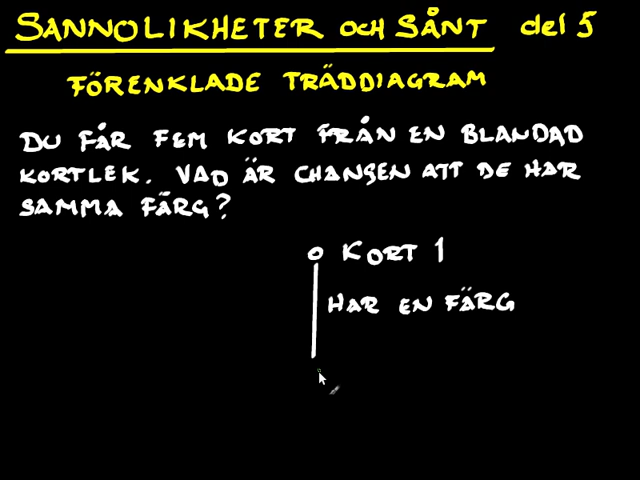 SANNOLIKHETER OCH SÅNT del 5
FÖRENKLADE TRÄDDIAGRAM
DU FÅR FEM KORT FRÅN EN BLANDAD
KORTLEK. VAD ÄR CHANSEN ATT DE HAR
SAMMA FÄRG?
KORT 1
HAR EN FÄRG